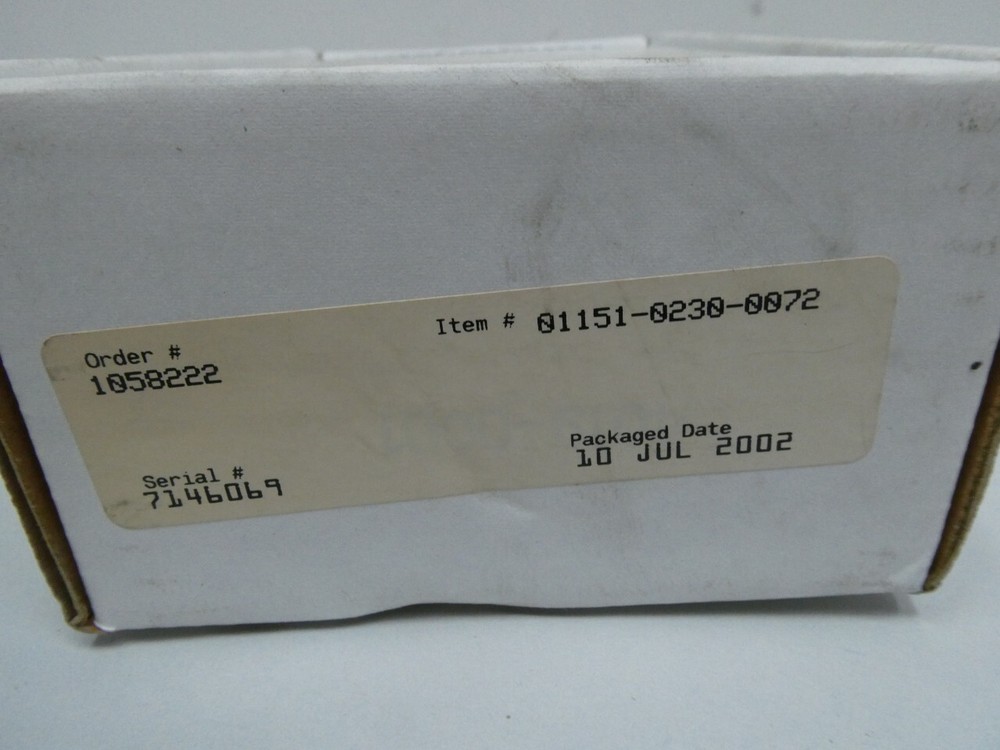 Item # 01151-0230-0072
Order #
1058222
Packaged Date
10 JUL 2002
Serial #
7146069